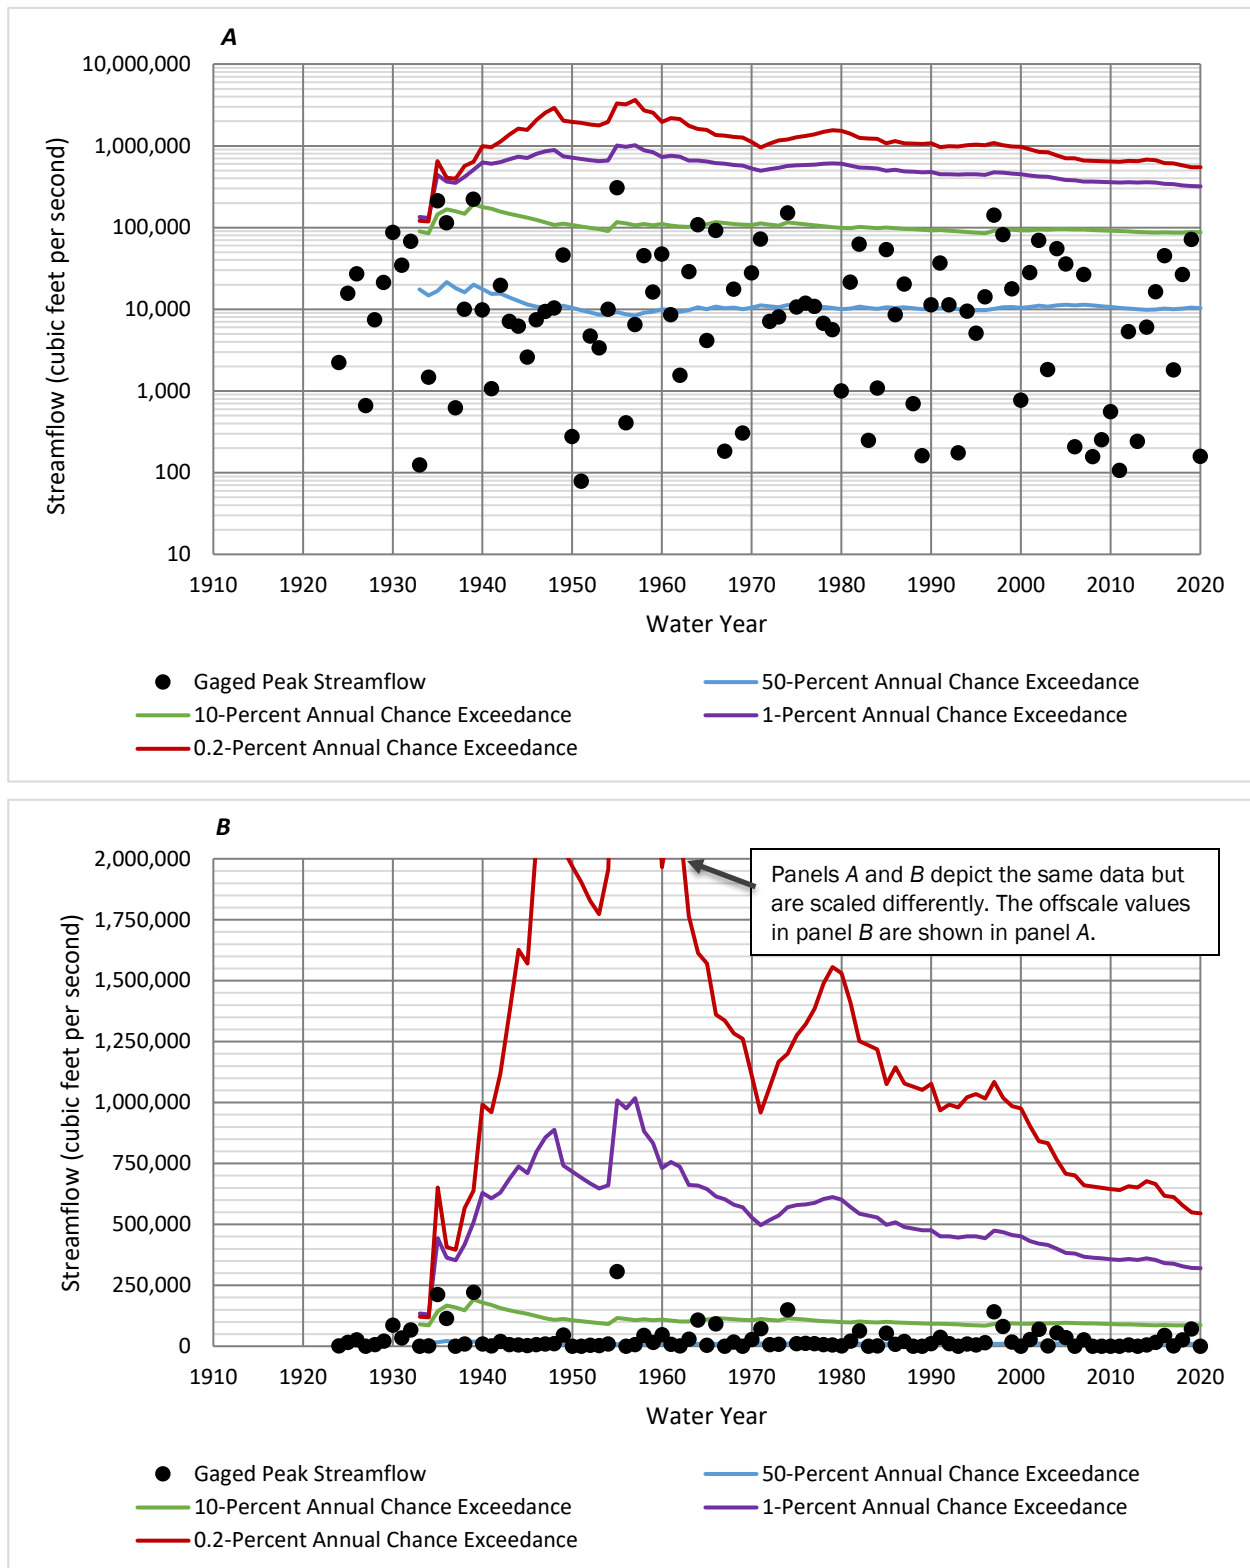 A
10,000,000
1,000,000
100,000
10,000
1,000
100
10
Streamflow (cubic feet per second)
1910 1920 1930 1940 1950 1960 1970 1980 1990 2000 2010 2020
Water Year
Gaged Peak Streamflow
50-Percent Annual Chance Exceedance
10-Percent Annual Chance Exceedance
1-Percent Annual Chance Exceedance
0.2-Percent Annual Chance Exceedance
B
2,000,000
1,750,000
1,500,000
1,250,000
1,000,000
750,000
500,000
250,000
0
Streamflow (cubic feet per second)
Panels A and B depict the same data but
are scaled differently. The offscale values
in panel B are shown in panel A.
1910 1920 1930 1940 1950 1960 1970 1980 1990 2000 2010 2020
Water Year
Gaged Peak Streamflow
50-Percent Annual Chance Exceedance
10-Percent Annual Chance Exceedance
1-Percent Annual Chance Exceedance
0.2-Percent Annual Chance Exceedance